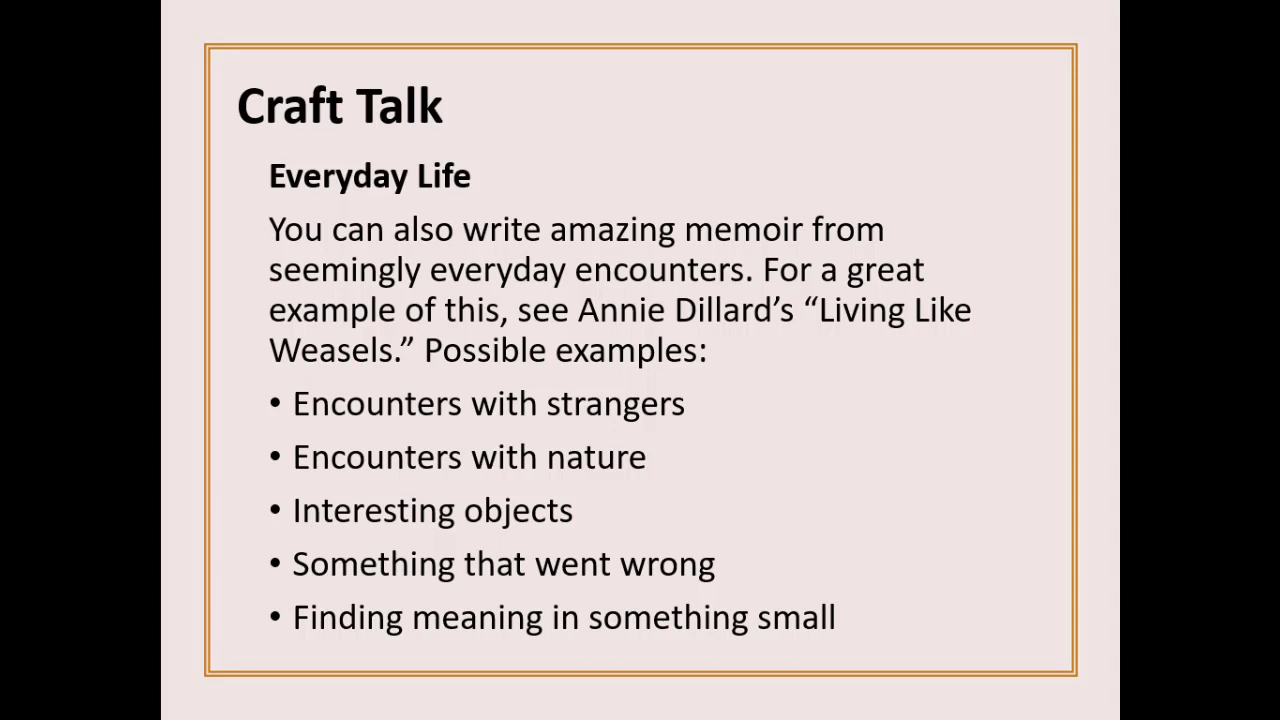 Craft Talk
Everyday Life
You can also write amazing memoir from
seemingly everyday encounters. For a great
example of this, see Annie Dillard’s “Living Like
Weasels.” Possible examples:
• Encounters with strangers
• Encounters with nature
• Interesting objects
• Something that went wrong
• Finding meaning in something small